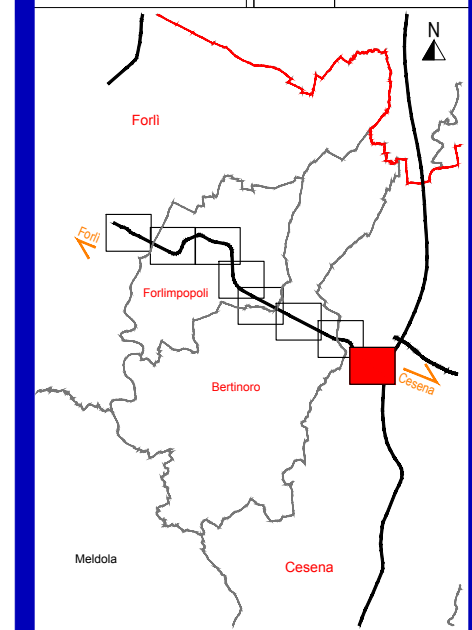 N
Forlì
Forlì
Forlimpopoli
Bertinoro
Cesena
Meldola
Cesena